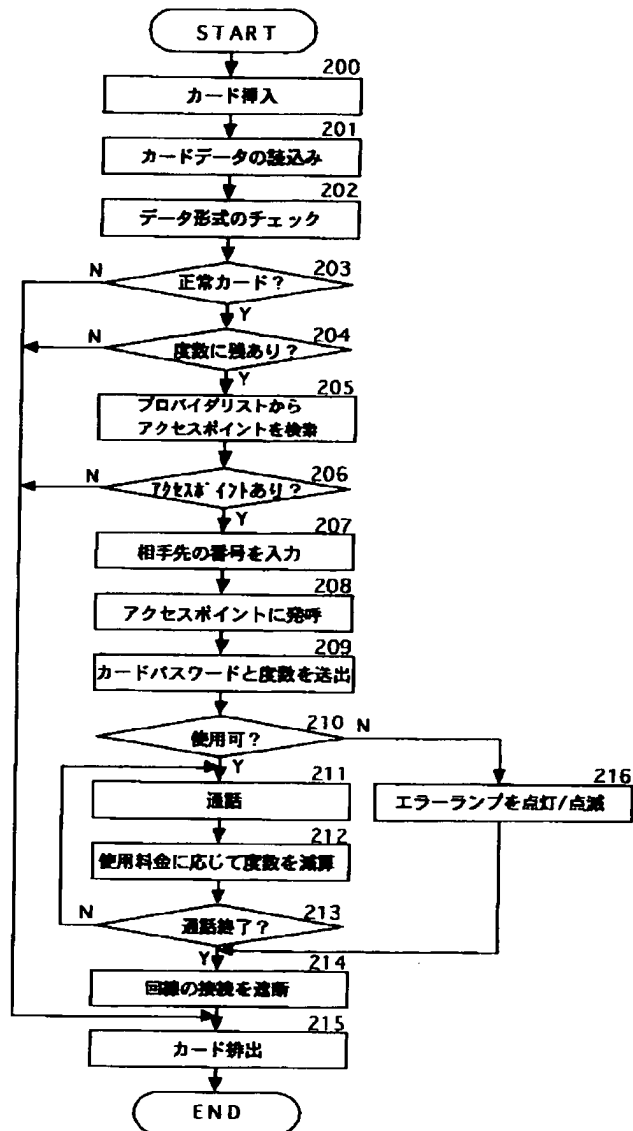 START
200
カード挿入
201
カードデータの読込み
202
データ形式のチェック
203
N
正常カード?
Y
204
N
度数に残あり?
Y
205
プロバイダリストから
アクセスポイントを検索
206
N
アクセスポイントあり?
Y
207
相手先の番号を入力
208
アクセスポイントに発呼
209
カードパスワードと度数を送出
210
N
使用可?
Y
211
通話
216
エラーランプを点灯/点滅
212
使用料金に応じて度数を減算
213
N
通話終了?
Y
214
回線の接続を遮断
215
カード排出
END